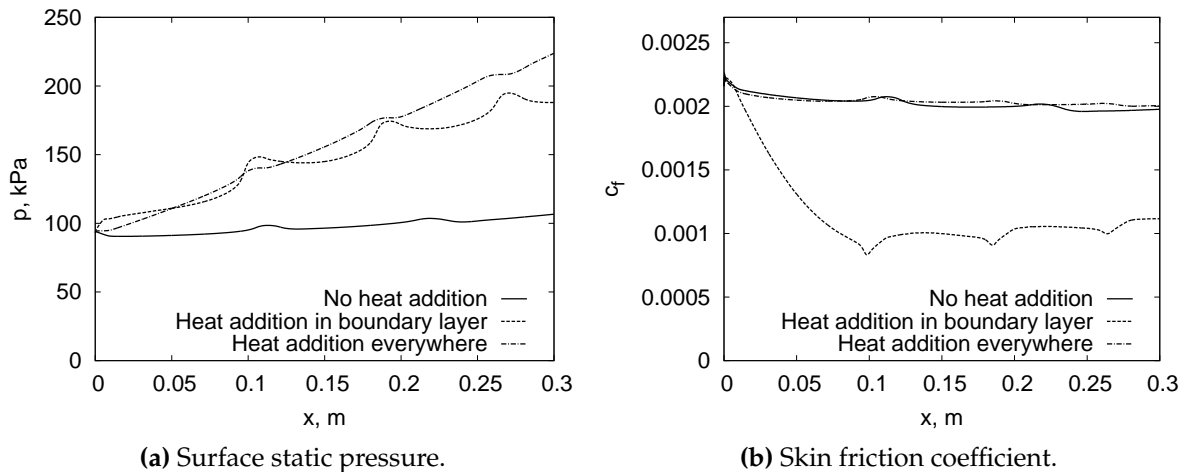 250
200
150
100
50
0
p, kPa
0 0.05 0.1 0.15 0.2 0.25 0.3
x, m
No heat addition
Heat addition in boundary layer
Heat addition everywhere
(a) Surface static pressure.
0.0025
0.002
0.0015
0.001
0.0005
0
cf
0 0.05 0.1 0.15 0.2 0.25 0.3
x, m
No heat addition
Heat addition in boundary layer
Heat addition everywhere
(b) Skin friction coefficient.